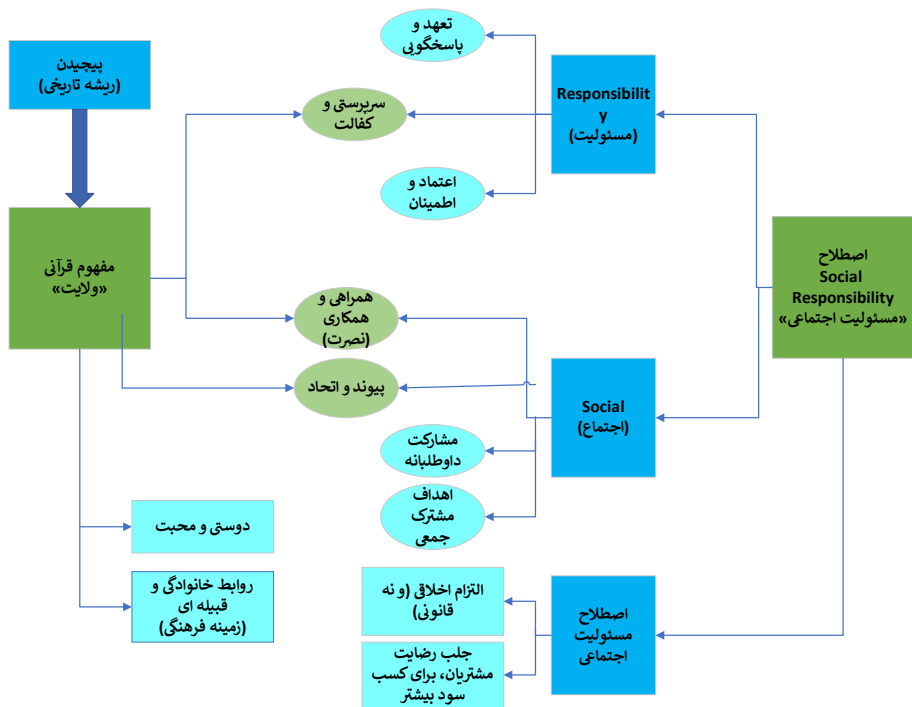 پیچیدن
(ریشه تاریخی)
تعهد و
پاسخگویی
Responsibilit
y
(مسئولیت)
سرپرستی و
کفالت
اعتماد و
اطمینان
مفهوم قرآنی
«ولایت»
اصطلاح
Social
Responsibility
«مسئولیت اجتماعی»
همراهی و
همکاری
(نصرت)
پیوند و اتحاد
Social
(اجتماع)
مشارکت
داوطلبانه
اهداف
مشترک
جمعی
دوستی و محبت
روابط خانوادگی و
قبیله ای
(زمینه فرهنگی)
التزام اخلاقی (و نه
قانونی)
جلب رضایت
مشتریان، برای کسب
سود بیشتر
اصطلاح
مسئولیت
اجتماعی